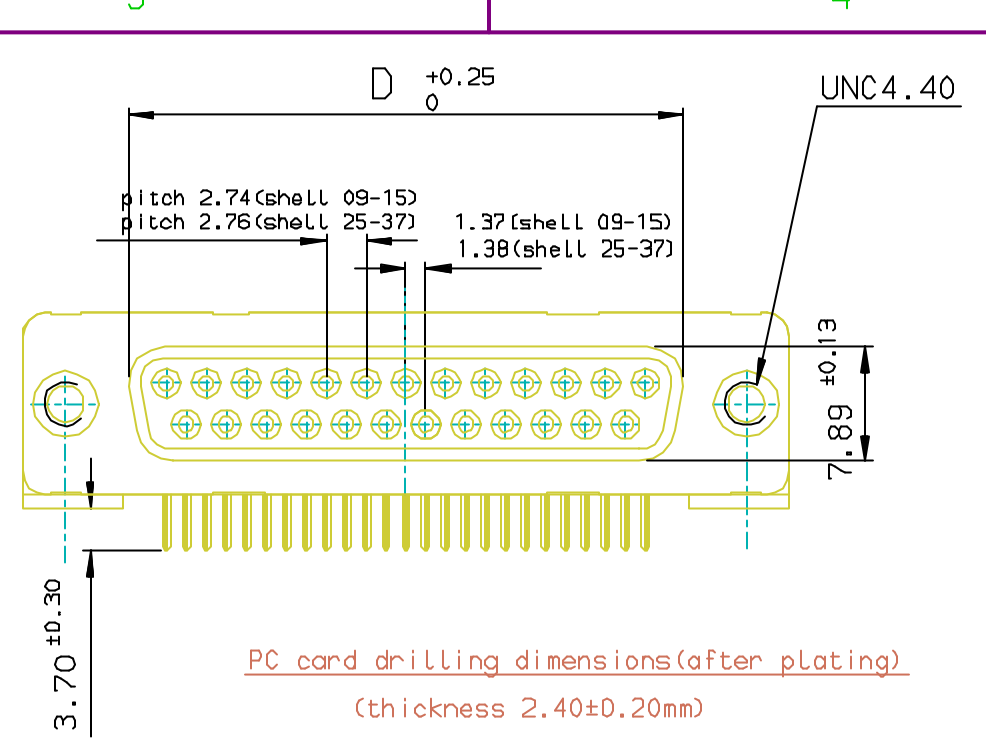 D +0.25
0
UNC4.40
pitch 2.74(shell 09-15)
pitch 2.76(shell 25-37)
1.37(shell 09-15)
1.38(shell 25-37)
7.89 ±0.13
3.70 ±0.30
PC card drilling dimensions(after plating)
(thickness 2.40±0.20mm)